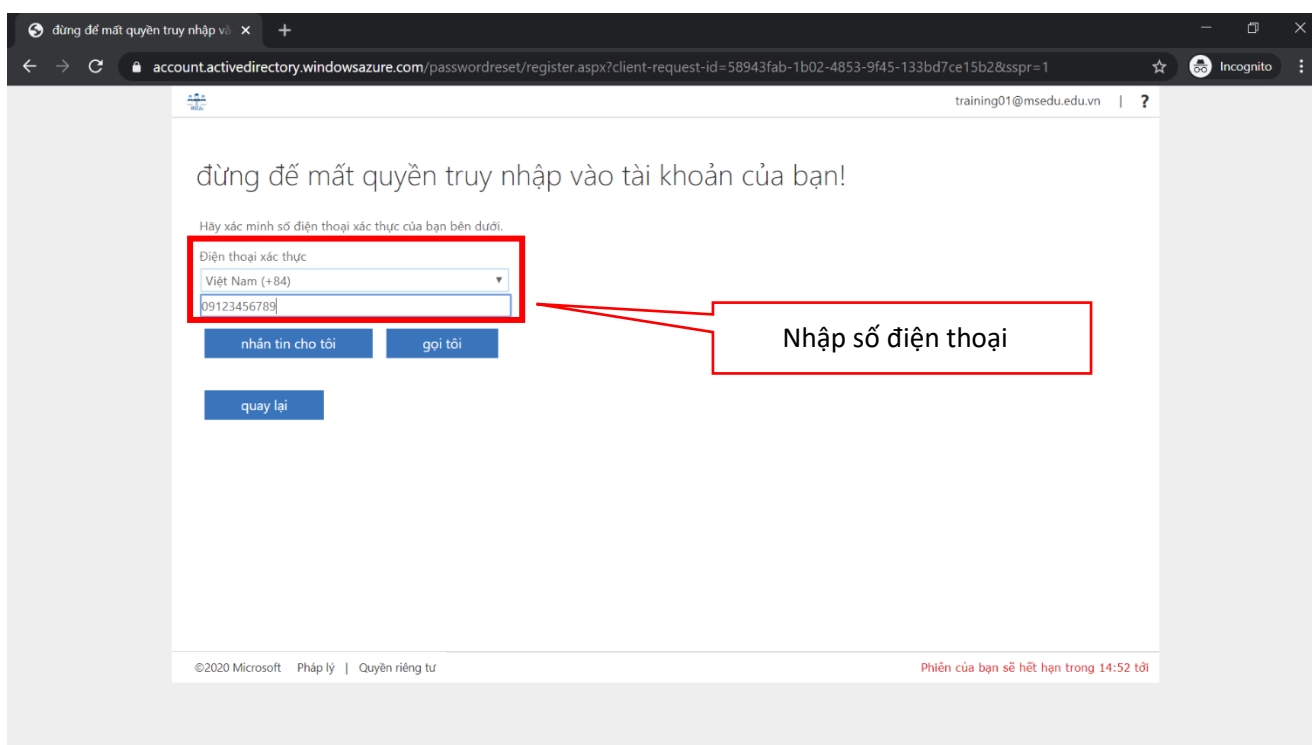 đừng để mất quyền truy nhập và
account.activedirectory.windowsazure.com/passwordreset/register.aspx?client-request-id=58943fab-1b02-4853-9f45-133bd7ce15b2&sspr=1
Incognito
training01@msedu.edu.vn | ?
đừng để mất quyền truy nhập vào tài khoản của bạn!
Hãy xác minh số điện thoại xác thực của bạn bên dưới.
Điện thoại xác thực
Việt Nam (+84)
09123456789
Nhập số điện thoại
nhắn tin cho tôi gọi tôi
quay lại
©2020 Microsoft Pháp lý | Quyền riêng tư
Phiên của bạn sẽ hết hạn trong 14:52 tới